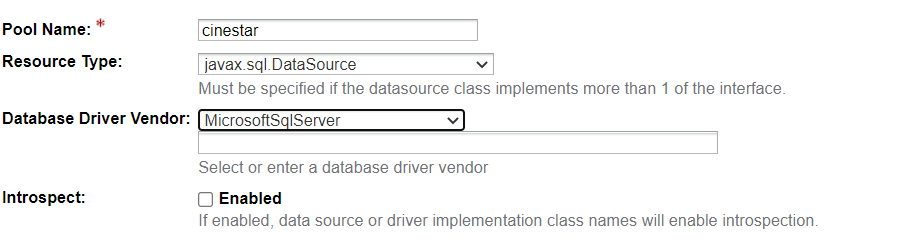 Pool Name: * cinestar
Resource Type: javax.sql.DataSource
Must be specified if the datasource class implements more than 1 of the interface.
Database Driver Vendor: MicrosoftSqlServer
Select or enter a database driver vendor
Introspect: Enabled
If enabled, data source or driver implementation class names will enable introspection.